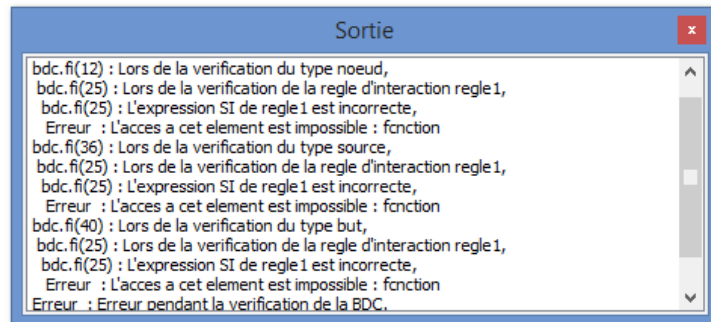 Sortie
x
bdc.fi(12) : Lors de la verification du type noeud,
bdc.fi(25) : Lors de la verification de la regle d'interaction regle1,
bdc.fi(25) : L'expression SI de regle1 est incorrecte,
Erreur : L'acces a cet element est impossible : fcnction
bdc.fi(36) : Lors de la verification du type source,
bdc.fi(25) : Lors de la verification de la regle d'interaction regle1,
bdc.fi(25) : L'expression SI de regle1 est incorrecte,
Erreur : L'acces a cet element est impossible : fcnction
bdc.fi(40) : Lors de la verification du type but,
bdc.fi(25) : Lors de la verification de la regle d'interaction regle1,
bdc.fi(25) : L'expression SI de regle1 est incorrecte,
Erreur : L'acces a cet element est impossible : fcnction
Erreur : Erreur pendant la verification de la BDC.